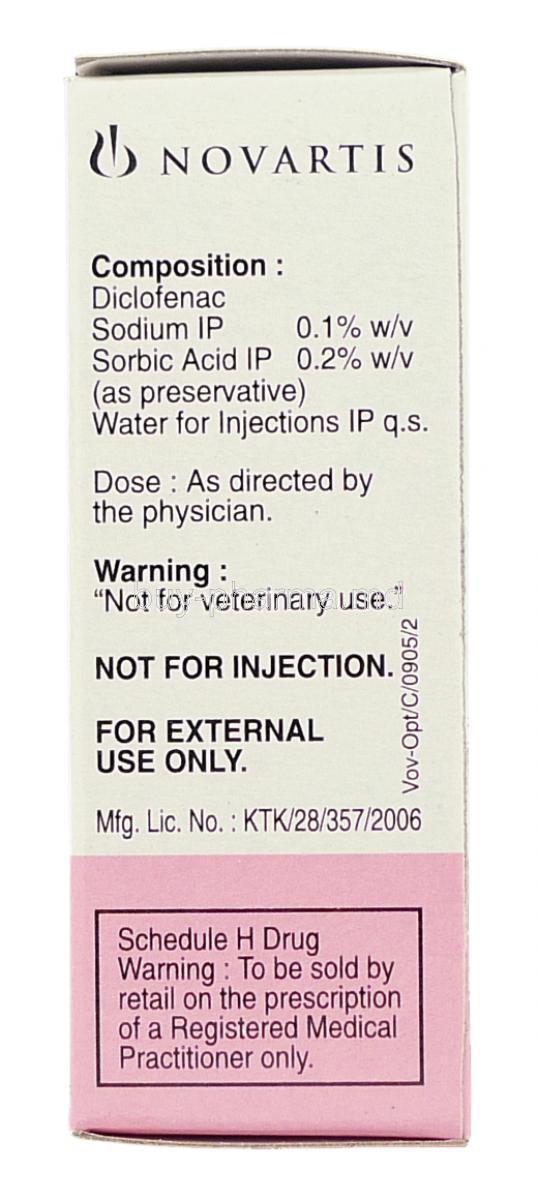 NOVARTIS
Composition :
Diclofenac
Sodium IP 0.1% w/v
Sorbic Acid IP 0.2% w/v
(as preservative)
Water for Injections IP q.s.
Dose : As directed by
the physician.
Warning :
“Not for veterinary use.”
buy-pharma.md
NOT FOR INJECTION.
FOR EXTERNAL
USE ONLY.
Vov-Opt/C/0905/2
Mfg. Lic. No. : KTK/28/357/2006
Schedule H Drug
Warning : To be sold by
retail on the prescription
of a Registered Medical
Practitioner only.